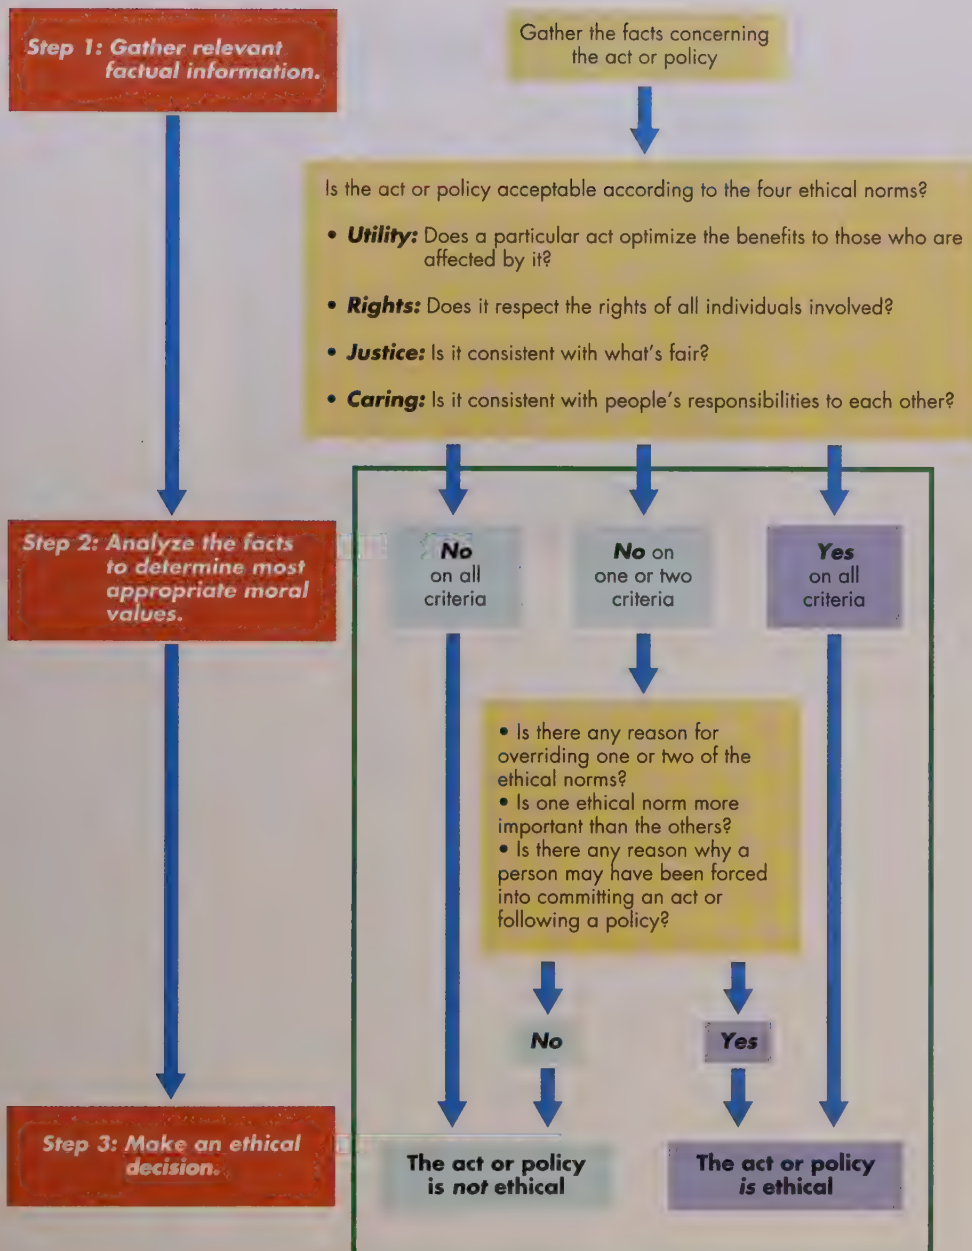 Step 1: Gather relevant
factual information.
Gather the facts concerning
the act or policy
Is the act or policy acceptable according to the four ethical norms?
• Utility: Does a particular act optimize the benefits to those who are
affected by it?
• Rights: Does it respect the rights of all individuals involved?
• Justice: Is it consistent with what's fair?
• Caring: Is it consistent with people's responsibilities to each other?
Step 2: Analyze the facts
to determine most
appropriate moral
values.
No
on all
criteria
No on
one or two
criteria
Yes
on all
criteria
• Is there any reason for
overriding one or two of the
ethical norms?
• Is one ethical norm more
important than the others?
• Is there any reason why a
person may have been forced
into committing an act or
following a policy?
No
Yes
Step 3: Make an ethical
decision.
The act or policy
is not ethical
The act or policy
is ethical